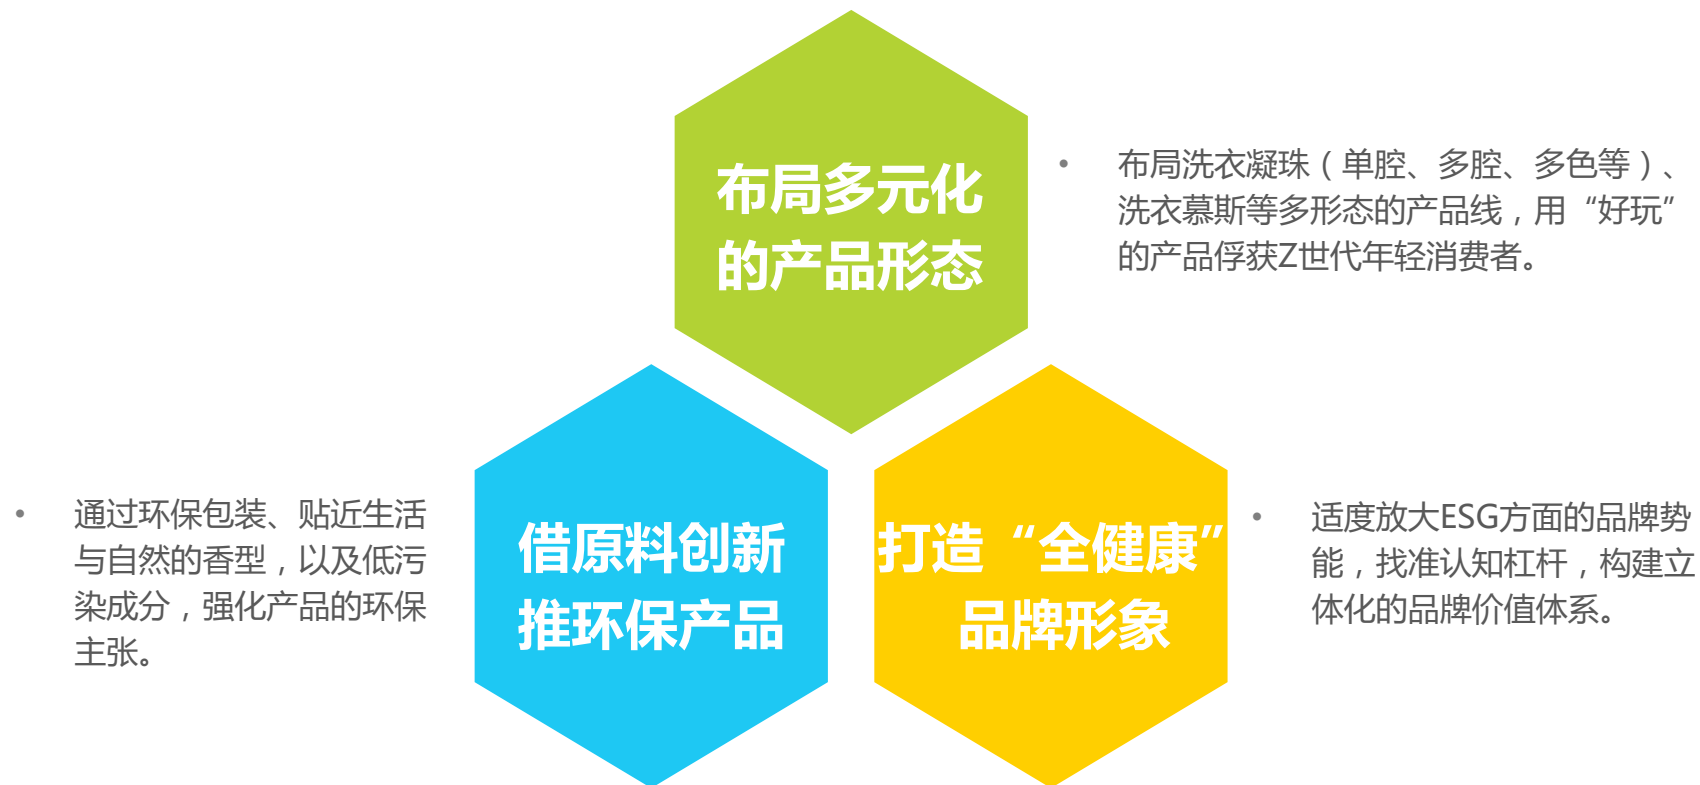 布局多元化
的产品形态
• 布局洗衣凝珠（单腔、多腔、多色等）、
洗衣慕斯等多形态的产品线，用“好玩”
的产品俘获Z世代年轻消费者。
• 通过环保包装、贴近生活
与自然的香型，以及低污
染成分，强化产品的环保
主张。
借原料创新
推环保产品
打造“全健康”
品牌形象
• 适度放大ESG方面的品牌势
能，找准认知杠杆，构建立
体化的品牌价值体系。